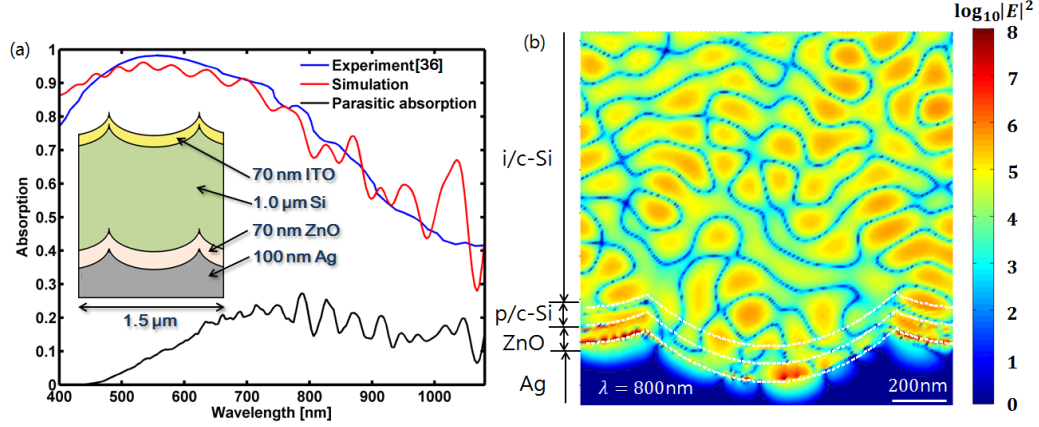 (a)
Absorption
1
0.9
0.8
0.7
0.6
0.5
0.4
0.3
0.2
0.1
0
400 500 600 700 800 900 1000
Wavelength [nm]
Experiment[36]
Simulation
Parasitic absorption
70 nm ITO
1.0 μm Si
70 nm ZnO
100 nm Ag
1.5 μm
(b)
i/c-Si
p/c-Si
ZnO
Ag
λ = 800nm
200nm
log₁₀|E|²
8
7
6
5
4
3
2
1
0